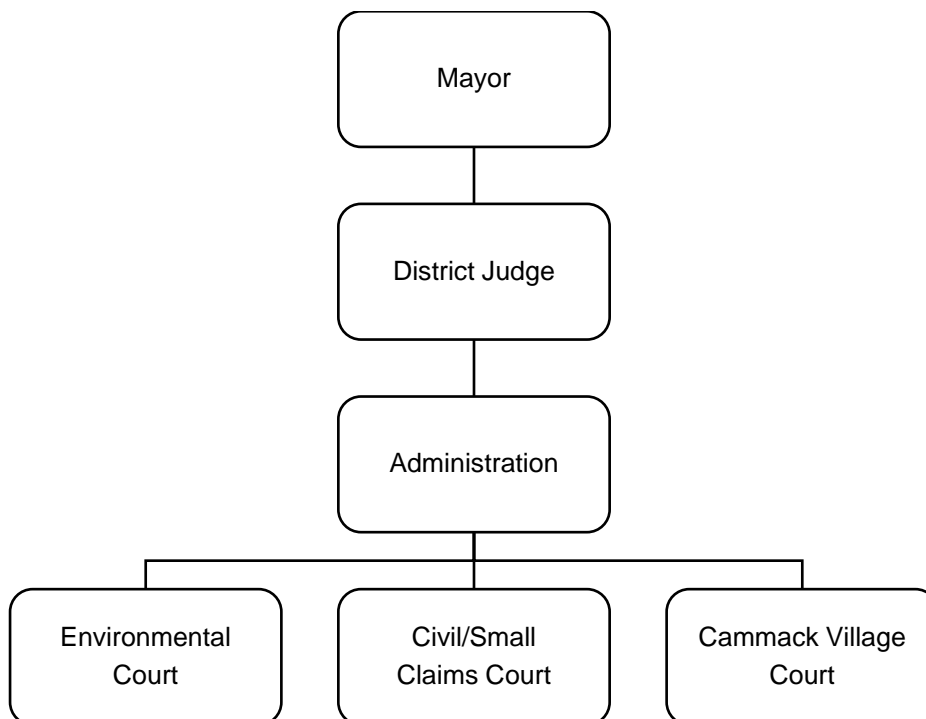 Mayor
District Judge
Administration
Environmental
Court
Civil/Small
Claims Court
Cammack Village
Court